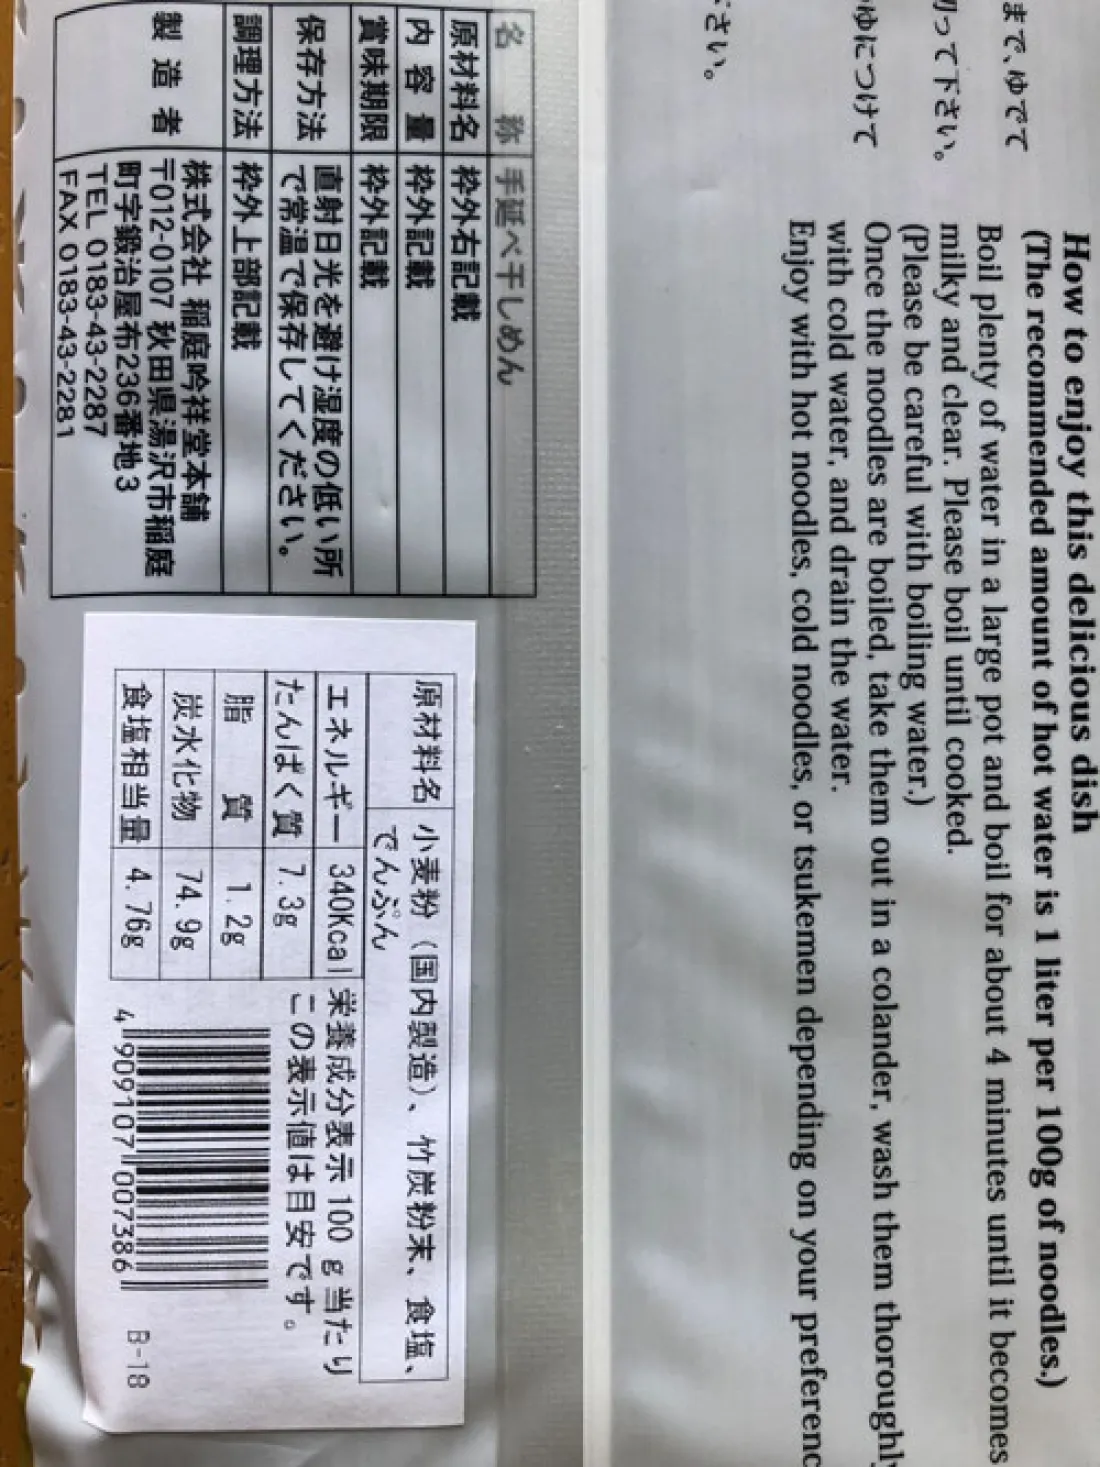 まで、ゆでて
って下さい。
ゆにつけて
さい。
How to enjoy this delicious dish
(The recommended amount of hot water is 1 liter per 100g of noodles.)
Boil plenty of water in a large pot and boil for about 4 minutes until it becomes
milky and clear. Please boil until cooked.
(Please be careful with boiling water.)
Once the noodles are boiled, take them out in a colander, wash them thoroughly
with cold water, and drain the water.
Enjoy with hot noodles, cold noodles, or tsukemen depending on your preferenc
名 称 手延べ干しめん
原材料名 枠外右記載
内容量 枠外記載
賞味期限 枠外記載
保存方法 直射日光を避け湿度の低い所
で常温で保存してください。
調理方法 枠外上部記載
製造者 株式会社 稲庭吟祥堂本舗
〒012-0107 秋田県湯沢市稲庭
町字鍛治屋布236番地3
TEL 0183-43-2287
FAX 0183-43-2281
原材料名 小麦粉(国内製造)、竹炭粉末、食塩、
でんぷん
エネルギー 340Kcal 栄養成分表示 100 g 当たり
たんぱく質 7.3g この表示値は目安です。
脂質 1.2g
炭水化物 74.9g
食塩相当量 4.76g
4 909107 007386
B-18